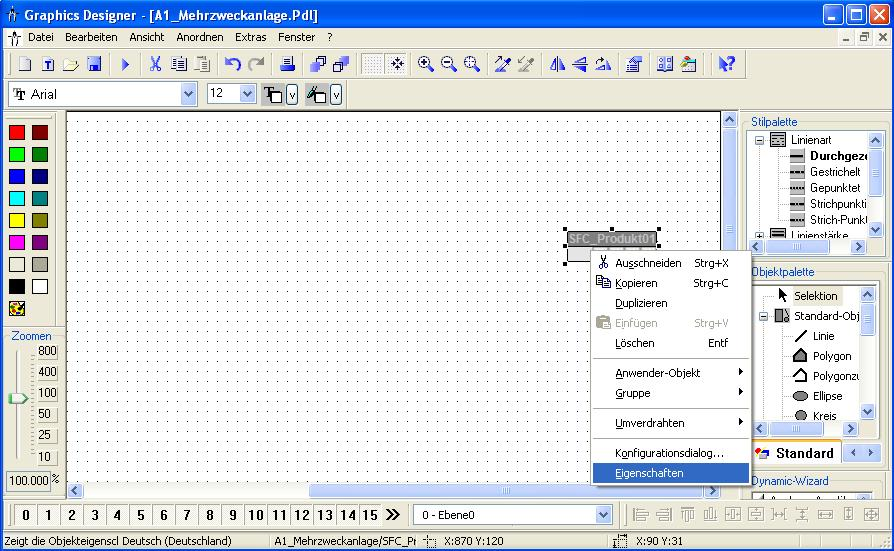 Graphics Designer - [A1_Mehrzweckanlage.Pdl]
Datei Bearbeiten Ansicht Anordnen Extras Fenster ?
Arial 12
Stilpalette
Linienart
Durchgeze
Gestrichelt
Gepunktet
Strichpunkti
Strich-Punkt
Linienstärke
SFC_Produkt01
Ausschneiden Strg+X
Kopieren Strg+C
Duplizieren
Einfügen Strg+V
Löschen Entf
Anwender-Objekt
Gruppe
Umverdrahten
Konfigurationsdialog...
Eigenschaften
Objektpalette
Selektion
Standard-Obj
Linie
Polygon
Polygonzu
Ellipse
Kreis
Standard
Dynamic-Wizard
Zoomen
800
400
100
50
25
10
100.000 %
0 1 2 3 4 5 6 7 8 9 10 11 12 13 14 15
0 - Ebene0
Zeigt die Objekteigenscl Deutsch (Deutschland) A1_Mehrzweckanlage/SFC_Pr X:870 Y:120 X:90 Y:31